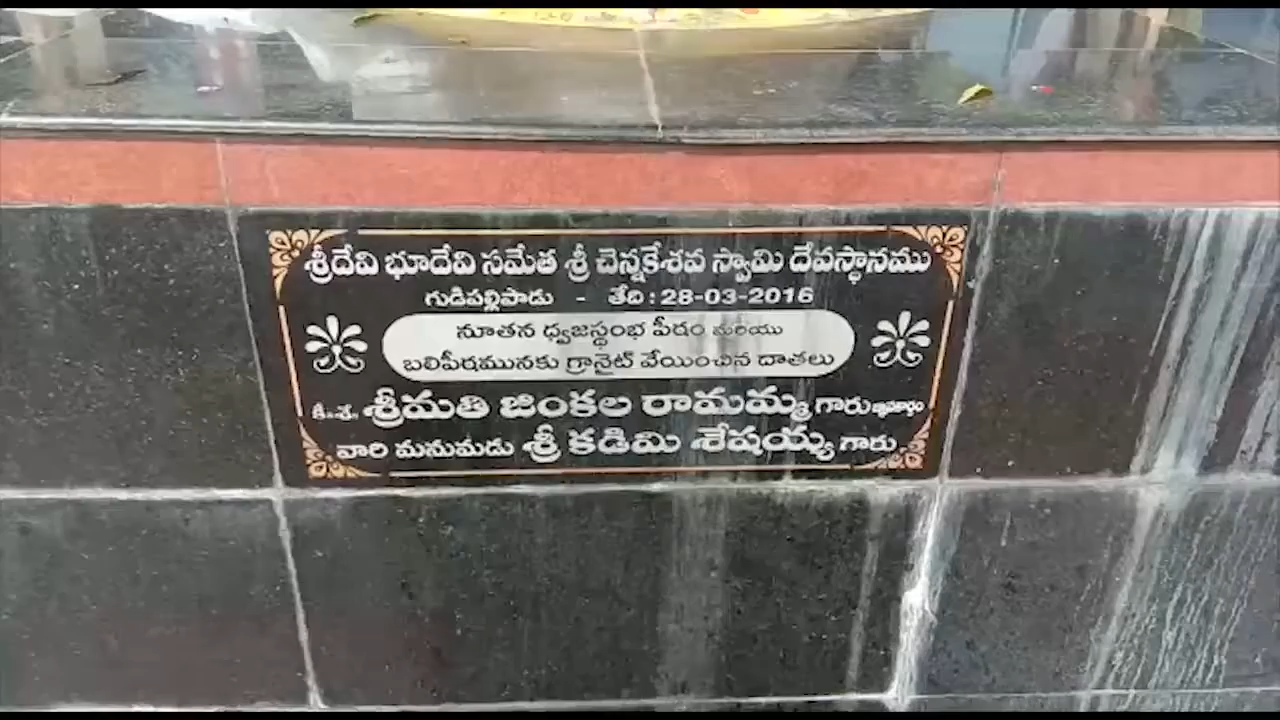 శ్రీదేవి భూదేవి సమేత శ్రీ చెన్నకేశవ స్వామి దేవస్థానము
గుడిపల్లిపాడు - తేది : 28-03-2016
నూతన ధ్వజస్థంభ పీఠం మరియు
బలిపీఠమునకు గ్రానైట్ వేయించిన దాతలు
కీ॥శే॥ శ్రీమతి జింకల రామమ్మ గారు
వారి మనుమడు శ్రీ కడిమి శేషయ్య గారు